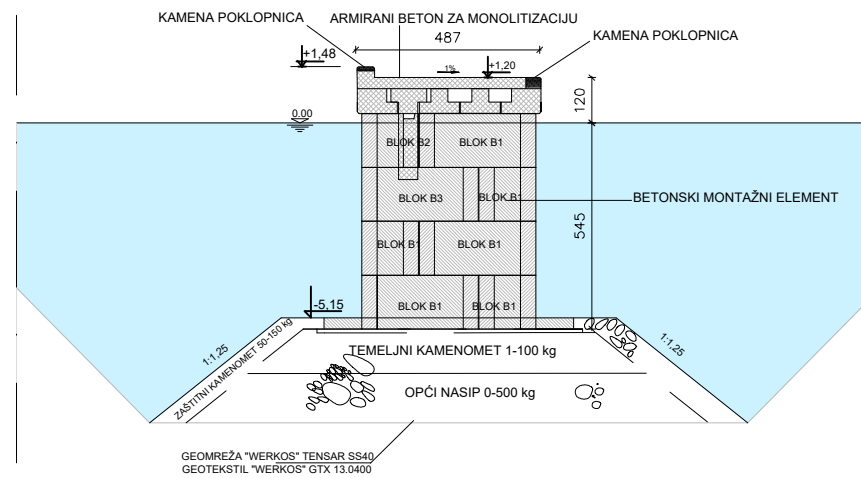 KAMENA POKLOPNICA
ARMIRANI BETON ZA MONOLITIZACIJU
487
KAMENA POKLOPNICA
+1,48
1%
+1,20
120
0.00
BLOK B2
BLOK B1
BLOK B3
BLOK B1
BETONSKI MONTAŽNI ELEMENT
545
BLOK B1
BLOK B1
-5,15
BLOK B1
BLOK B1
1:1,25
ZAŠTITNI KAMENOMET 50-150 kg
TEMELJNI KAMENOMET 1-100 kg
1:1,25
OPĆI NASIP 0-500 kg
GEOMREŽA "WERKOS" TENSAR SS40
GEOTEKSTIL "WERKOS" GTX 13.0400